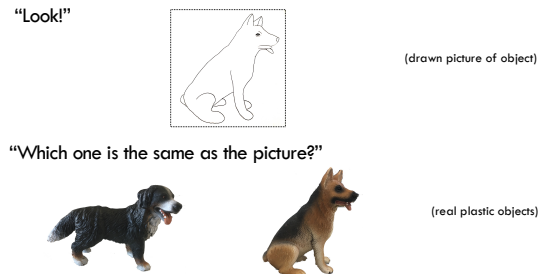 “Look!”
(drawn picture of object)
“Which one is the same as the picture?”
(real plastic objects)